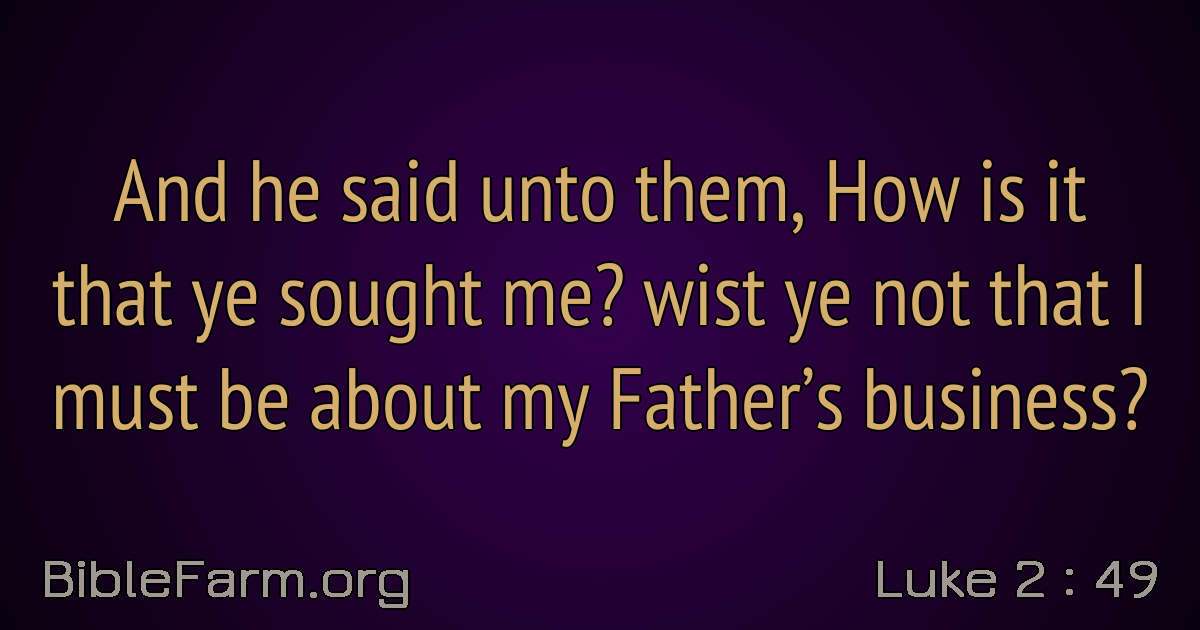 And he said unto them, How is it
that ye sought me? wist ye not that I
must be about my Father’s business?
BibleFarm.org
Luke 2 : 49